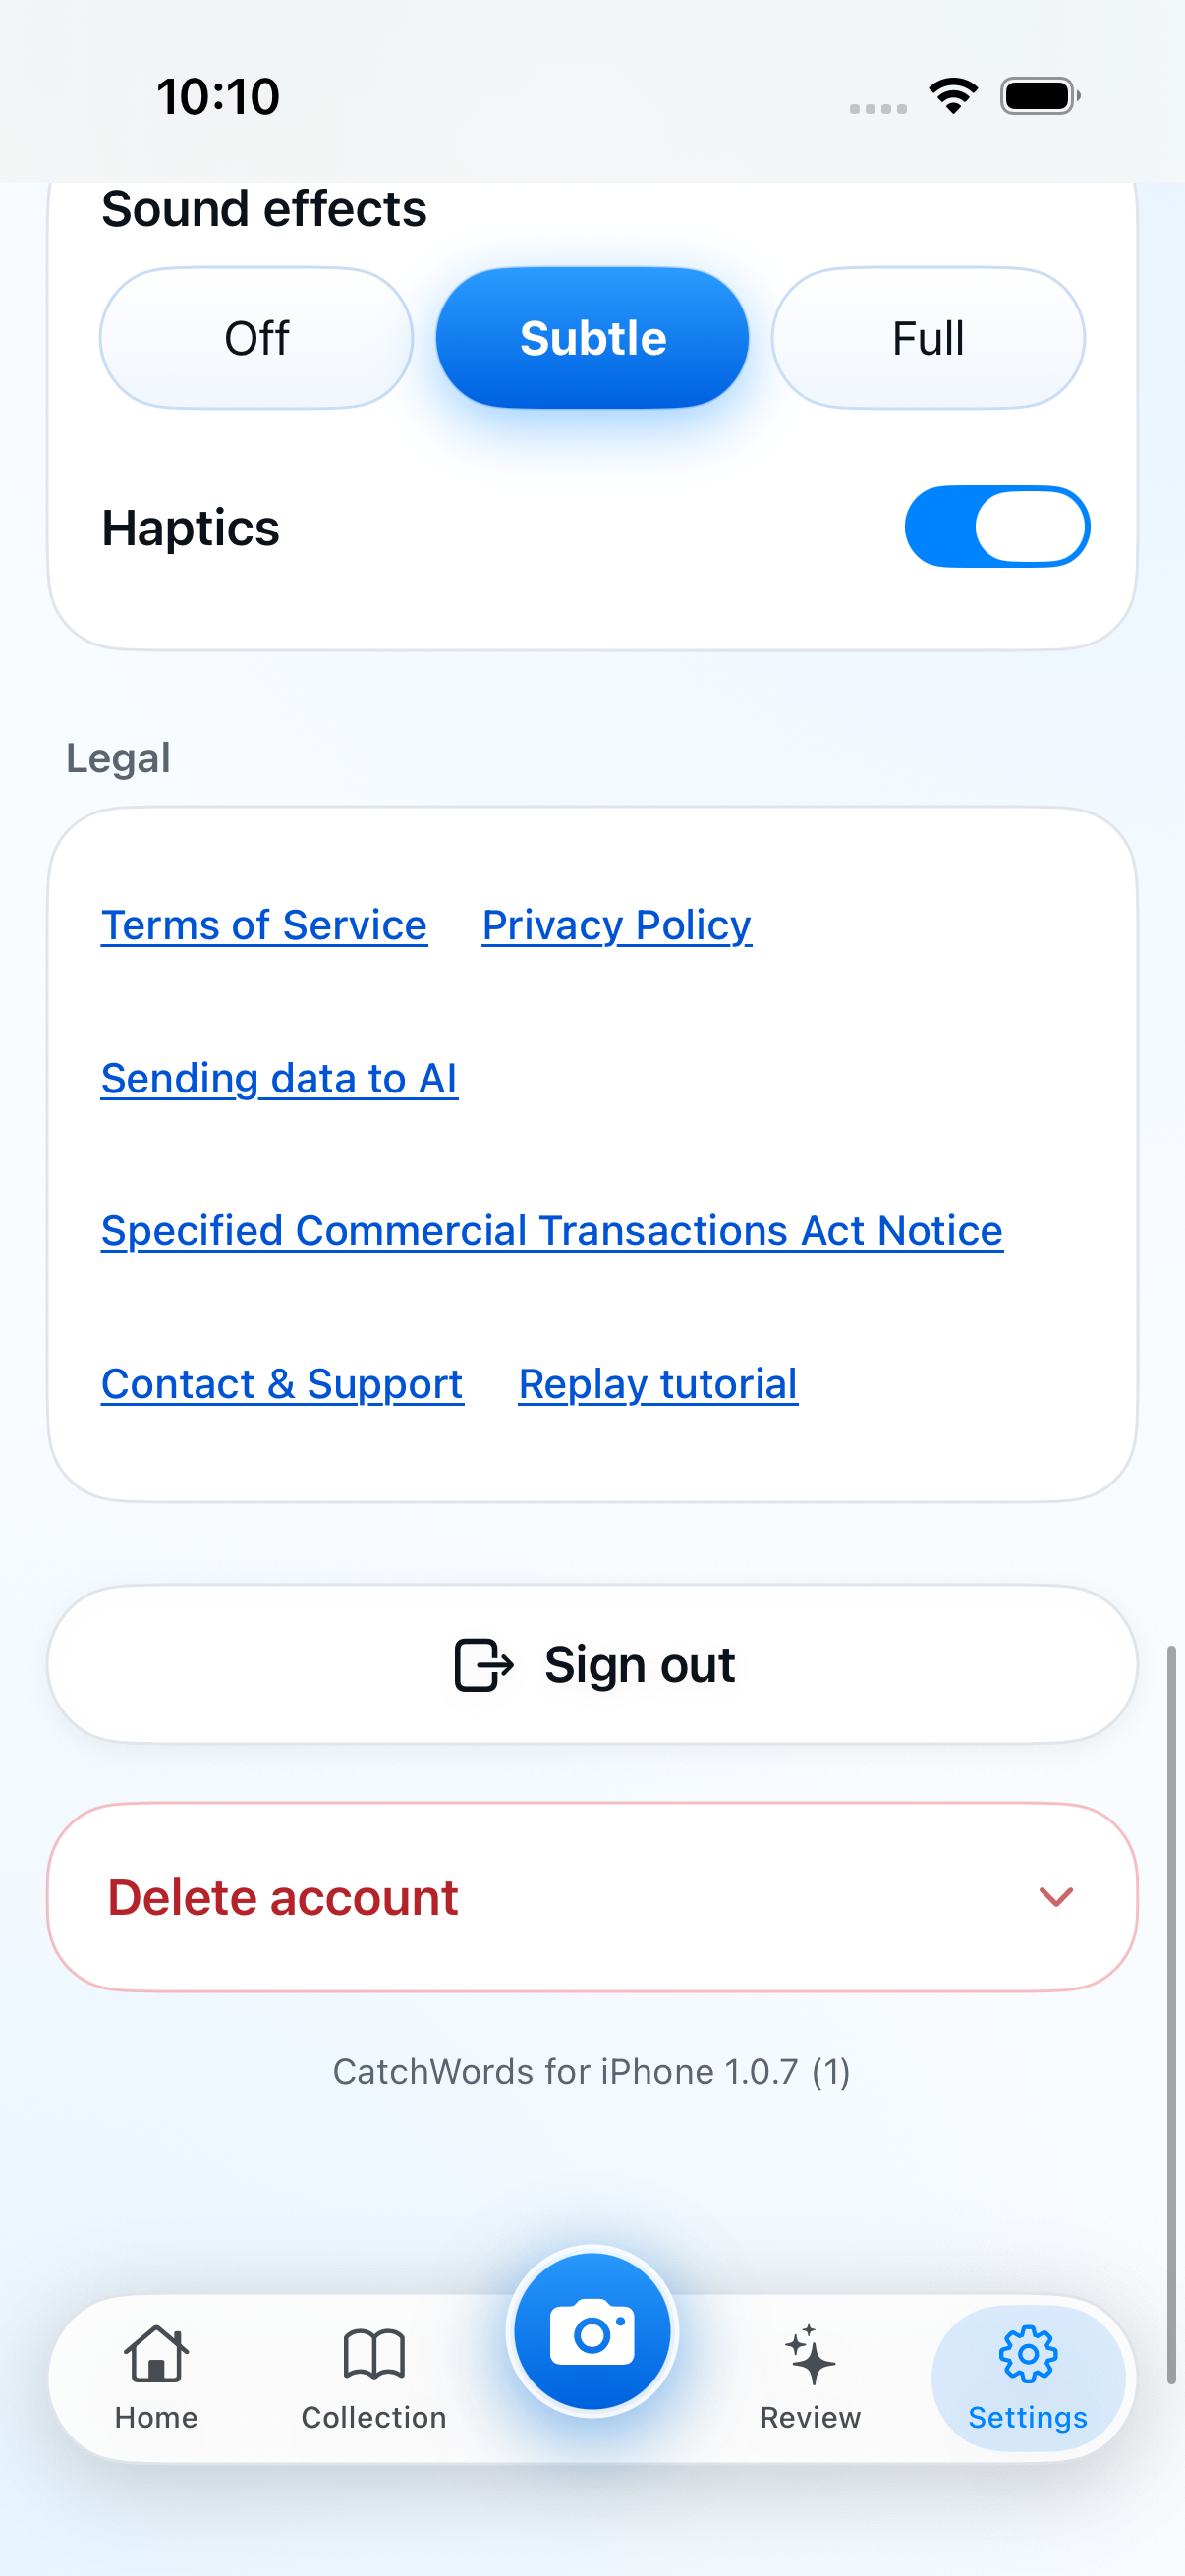 10:10
Sound effects
Off Subtle Full
Haptics
Legal
Terms of Service Privacy Policy
Sending data to AI
Specified Commercial Transactions Act Notice
Contact & Support Replay tutorial
Sign out
Delete account
CatchWords for iPhone 1.0.7 (1)
Home Collection Review Settings